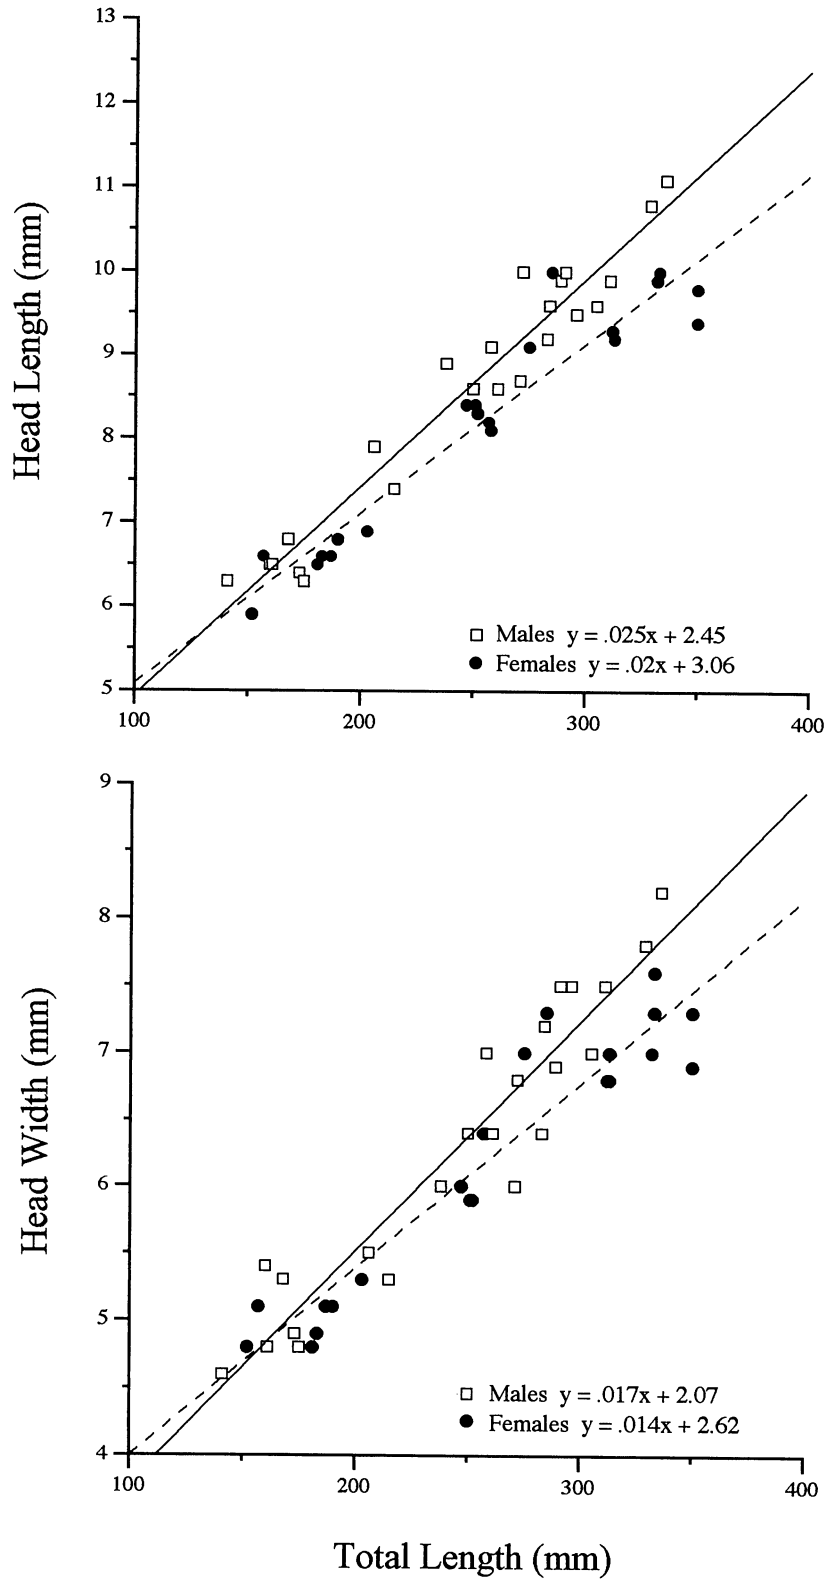 13
12
11
10
9
8
7
6
5
Head Length (mm)
Males y = .025x + 2.45
Females y = .02x + 3.06
100 200 300 400
9
8
7
6
5
4
Head Width (mm)
Males y = .017x + 2.07
Females y = .014x + 2.62
100 200 300 400
Total Length (mm)